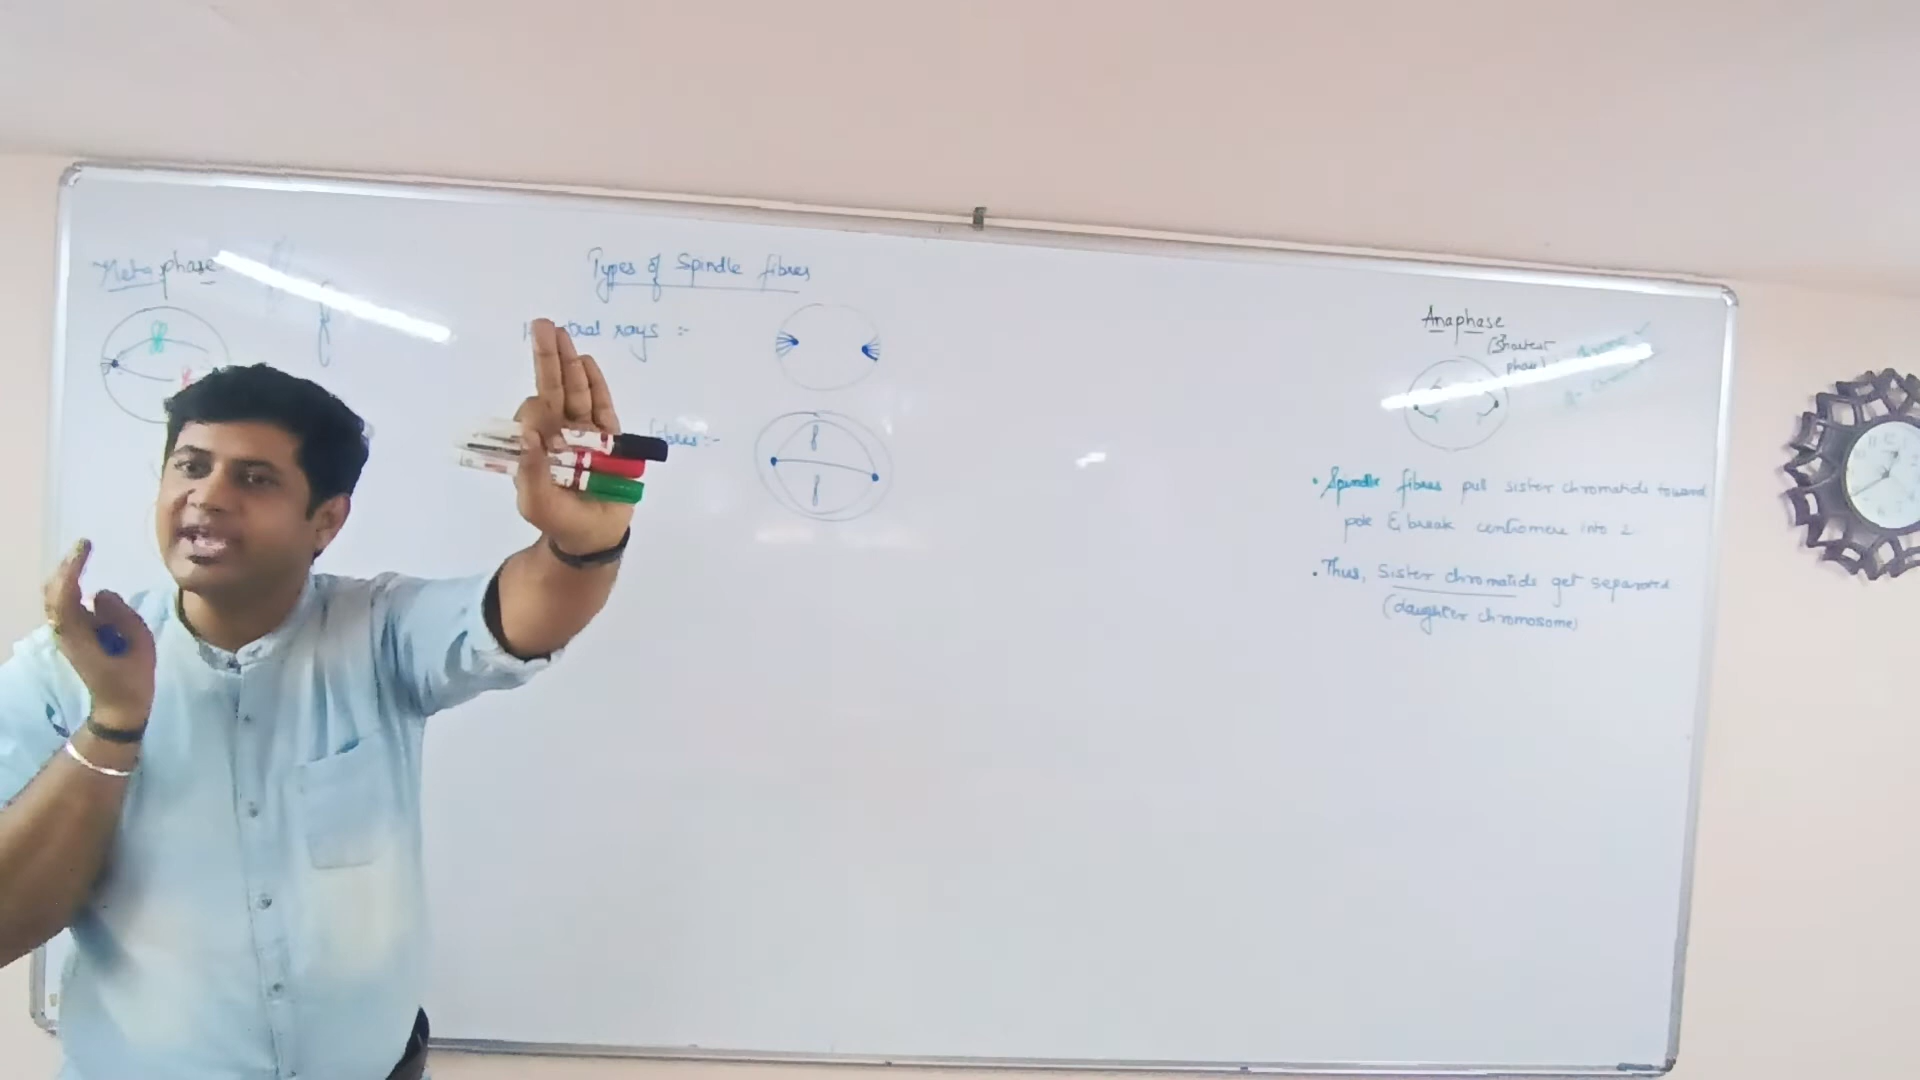 Metaphase
Types of Spindle fibres
rays :-
fibres :-
Anaphase
(Shortest
phase)
• Spindle fibres pull sister chromatids toward
pole & break centromere into 2
• Thus, Sister chromatids get separated
(daughter chromosome)